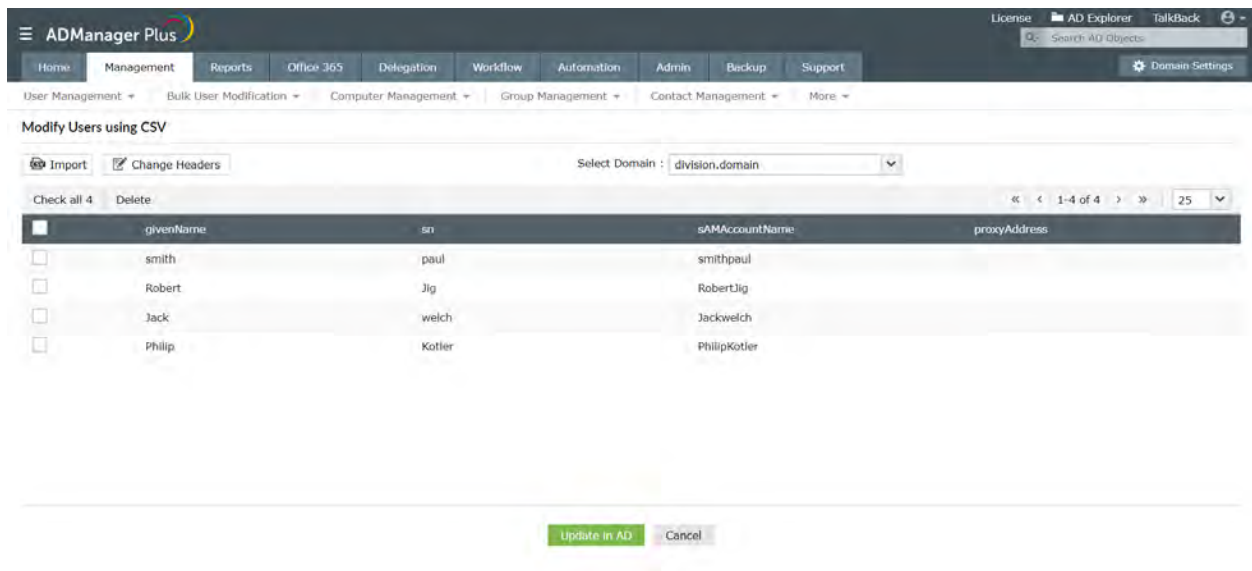 License AD Explorer TalkBack
ADManager Plus
Search AD Objects
Home Management Reports Office 365 Delegation Workflow Automation Admin Backup Support Domain Settings
User Management Bulk User Modification Computer Management Group Management Contact Management More
Modify Users using CSV
Import Change Headers Select Domain : division.domain
Check all 4 Delete « ‹ 1-4 of 4 › » 25
givenName sn sAMAccountName proxyAddress
smith paul smithpaul
Robert Jig RobertJig
Jack welch Jackwelch
Philip Kotler PhilipKotler
Update in AD Cancel